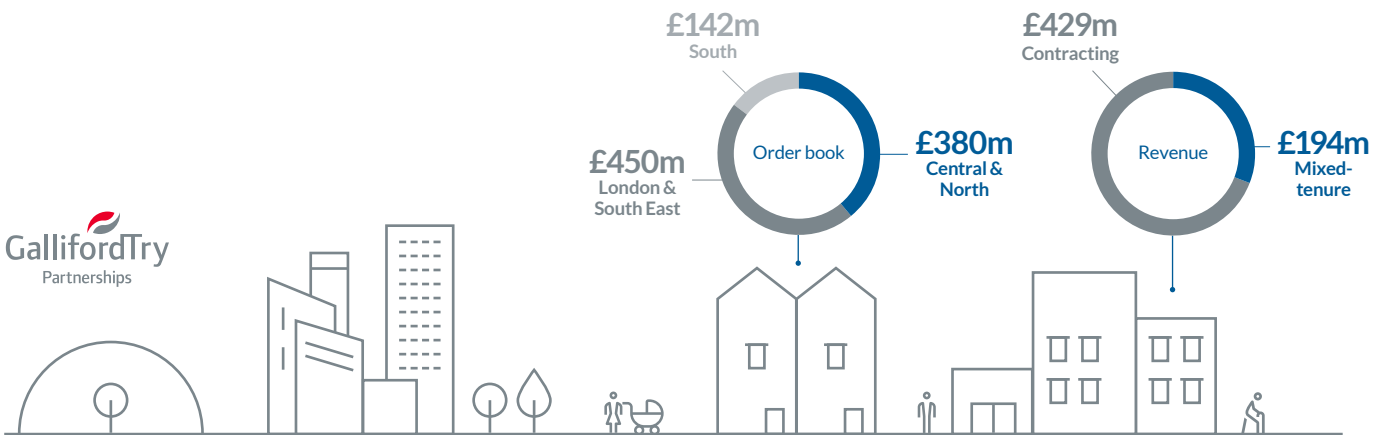 £142m
South
£429m
Contracting
Order book
£380m
Central &
North
Revenue
£194m
Mixed-
tenure
£450m
London &
South East
GallifordTry
Partnerships